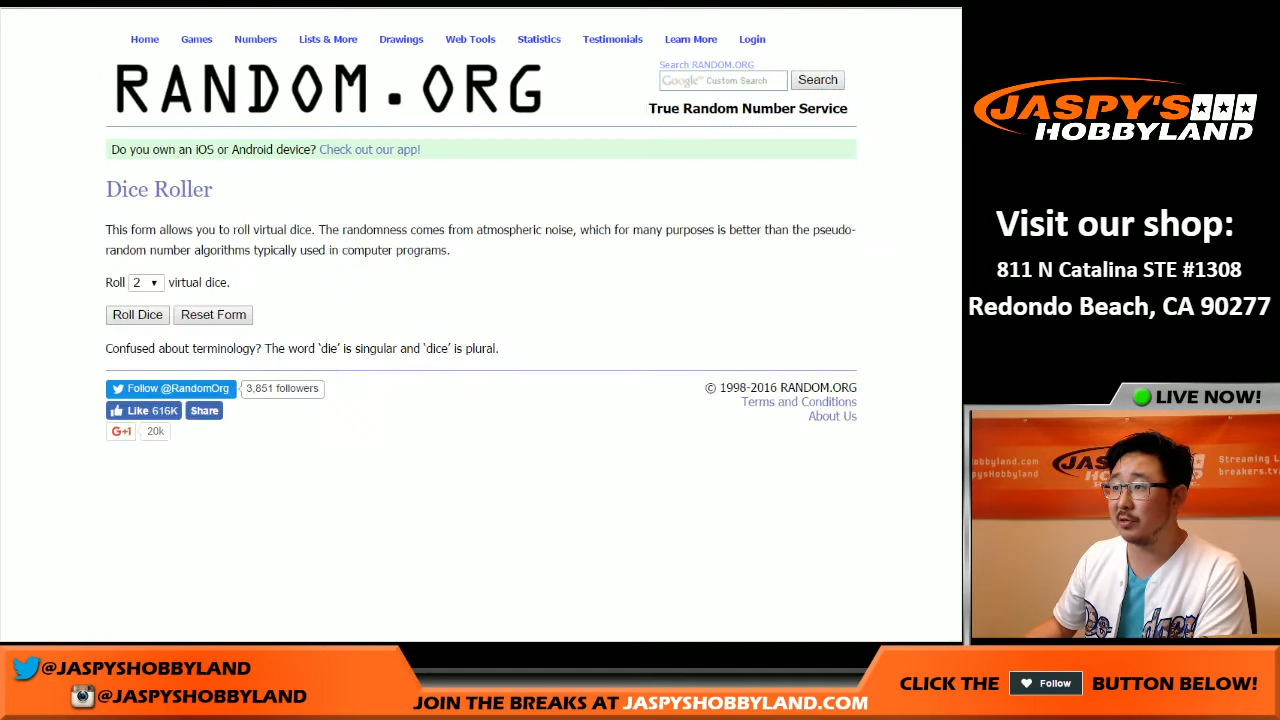 Home Games Numbers Lists & More Drawings Web Tools Statistics Testimonials Learn More Login
RANDOM.ORG
Search RANDOM.ORG
Google™ Custom Search Search
True Random Number Service
Do you own an iOS or Android device? Check out our app!
Dice Roller
This form allows you to roll virtual dice. The randomness comes from atmospheric noise, which for many purposes is better than the pseudo-
random number algorithms typically used in computer programs.
Roll 2 virtual dice.
Roll Dice Reset Form
Confused about terminology? The word 'die' is singular and 'dice' is plural.
Follow @RandomOrg 3,851 followers
Like 616K Share
G+1 20k
© 1998-2016 RANDOM.ORG
Terms and Conditions
About Us
JASPY'S
HOBBYLAND
Visit our shop:
811 N Catalina STE #1308
Redondo Beach, CA 90277
LIVE NOW!
@JASPYSHOBBYLAND
@JASPYSHOBBYLAND
JOIN THE BREAKS AT JASPYSHOBBYLAND.COM
CLICK THE Follow BUTTON BELOW!